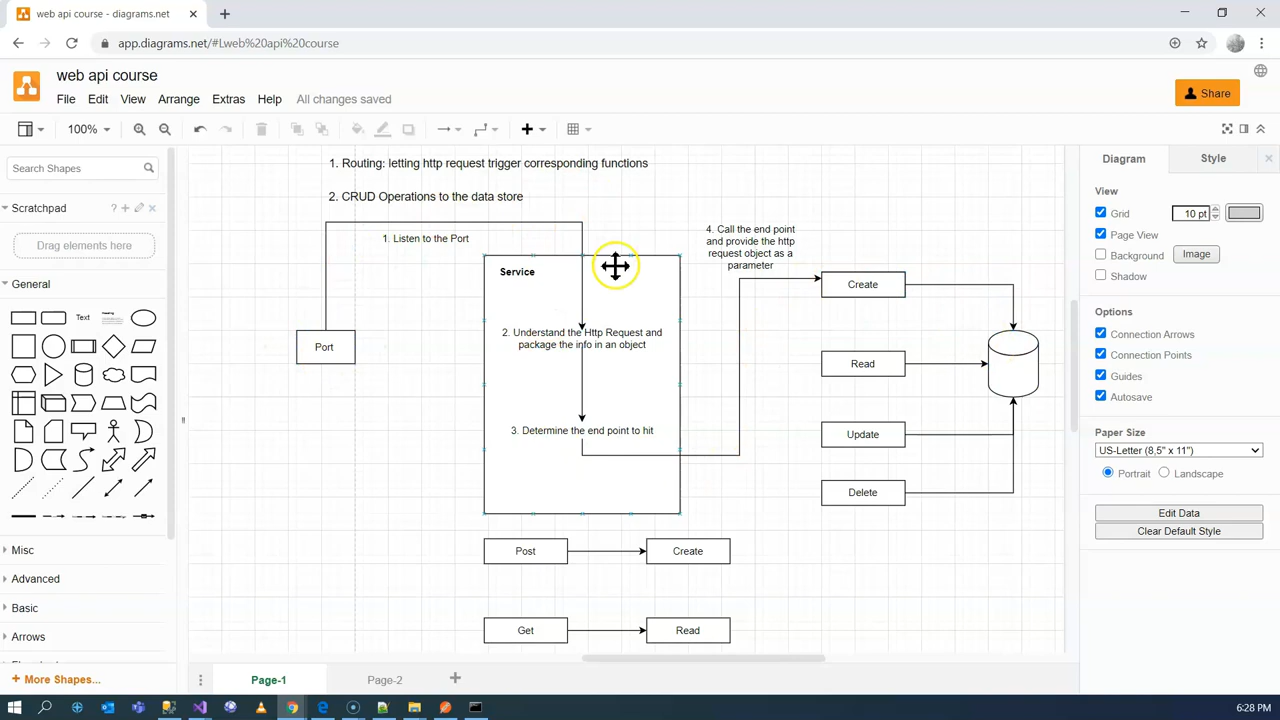 web api course - diagrams.net
app.diagrams.net/#Lweb%20api%20course
web api course
File Edit View Arrange Extras Help All changes saved
Share
100%
Search Shapes
Scratchpad
Drag elements here
General
Text
Heading
Misc
Advanced
Basic
Arrows
+ More Shapes...
1. Routing: letting http request trigger corresponding functions
2. CRUD Operations to the data store
1. Listen to the Port
Port
Service
2. Understand the Http Request and
package the info in an object
3. Determine the end point to hit
4. Call the end point
and provide the http
request object as a
parameter
Create
Read
Update
Delete
Post
Create
Get
Read
Page-1
Page-2
Diagram
Style
View
Grid
10 pt
Page View
Background
Image
Shadow
Options
Connection Arrows
Connection Points
Guides
Autosave
Paper Size
US-Letter (8,5" x 11")
Portrait
Landscape
Edit Data
Clear Default Style
6:28 PM